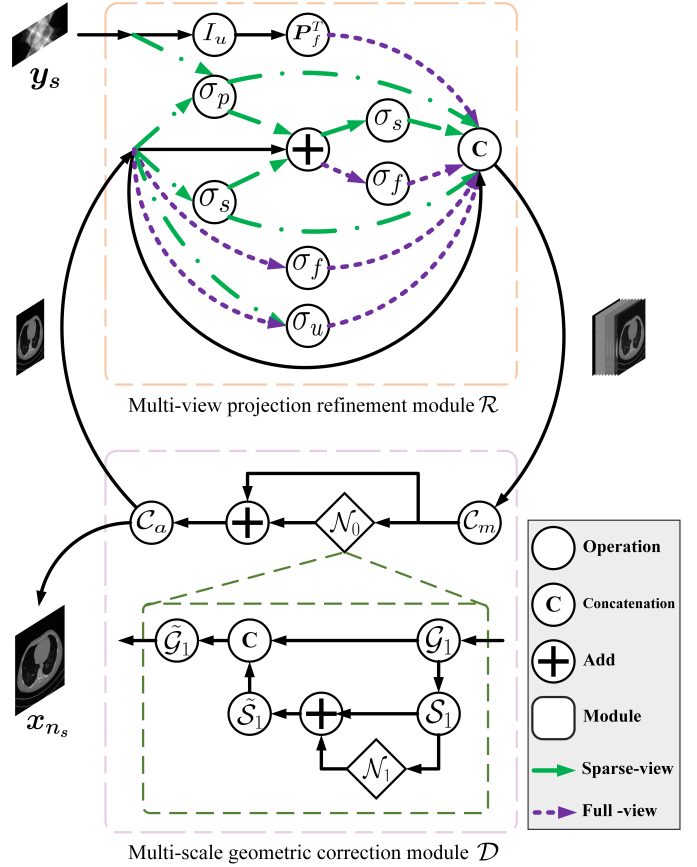 y_s
I_u
P_f^T
σ_p
σ_s
C
σ_s
σ_f
σ_f
σ_u
Multi-view projection refinement module R
C_a
N_0
C_m
x_{n_s}
G̃_1
C
G_1
S̃_1
S_1
N_1
Multi-scale geometric correction module D
Operation
C
Concatenation
Add
Module
Sparse-view
Full -view